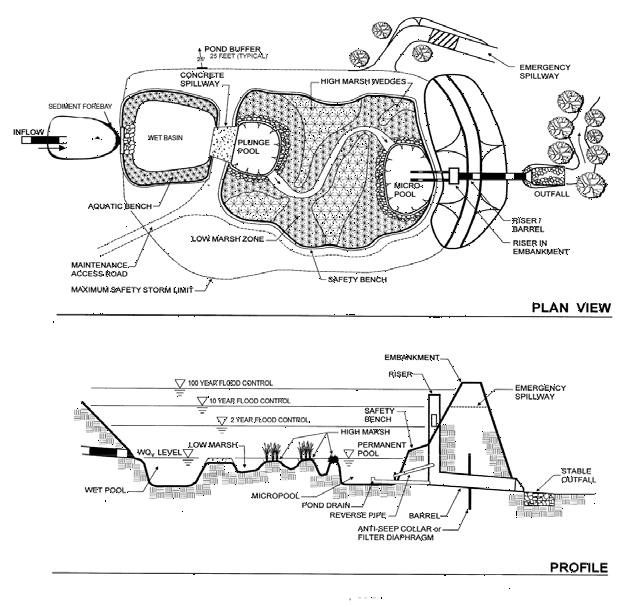 POND BUFFER
25 FEET (TYPICAL)
25'
CONCRETE
SPILLWAY
HIGH MARSH WEDGES
EMERGENCY
SPILLWAY
SEDIMENT FOREBAY
INFLOW
WET BASIN
PLUNGE
POOL
MICRO-
POOL
OUTFALL
AQUATIC BENCH
RISER /
BARREL
LOW MARSH ZONE
RISER IN
EMBANKMENT
MAINTENANCE
ACCESS ROAD
SAFETY BENCH
MAXIMUM SAFETY STORM LIMIT
PLAN VIEW
EMBANKMENT
RISER
100 YEAR FLOOD CONTROL
EMERGENCY
SPILLWAY
10 YEAR FLOOD CONTROL
SAFETY
BENCH
2 YEAR FLOOD CONTROL
HIGH MARSH
LOW MARSH
PERMANENT
POOL
WQv LEVEL
WET POOL
STABLE
OUTFALL
MICROPOOL
POND DRAIN
REVERSE PIPE
BARREL
ANTI-SEEP COLLAR or
FILTER DIAPHRAGM
PROFILE